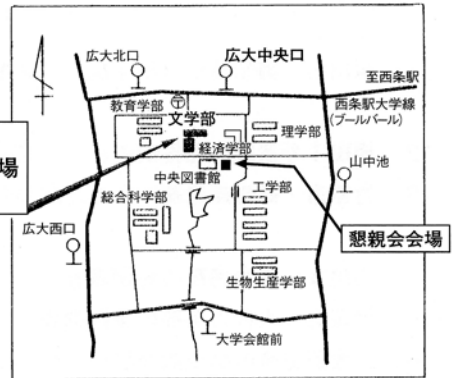 広大北口
広大中央口
至西条駅
教育学部
〒
文学部
西条駅大学線
(ブールバール)
理学部
経済学部
場
中央図書館
山中池
総合科学部
工学部
広大西口
懇親会会場
生物生産学部
大学会館前